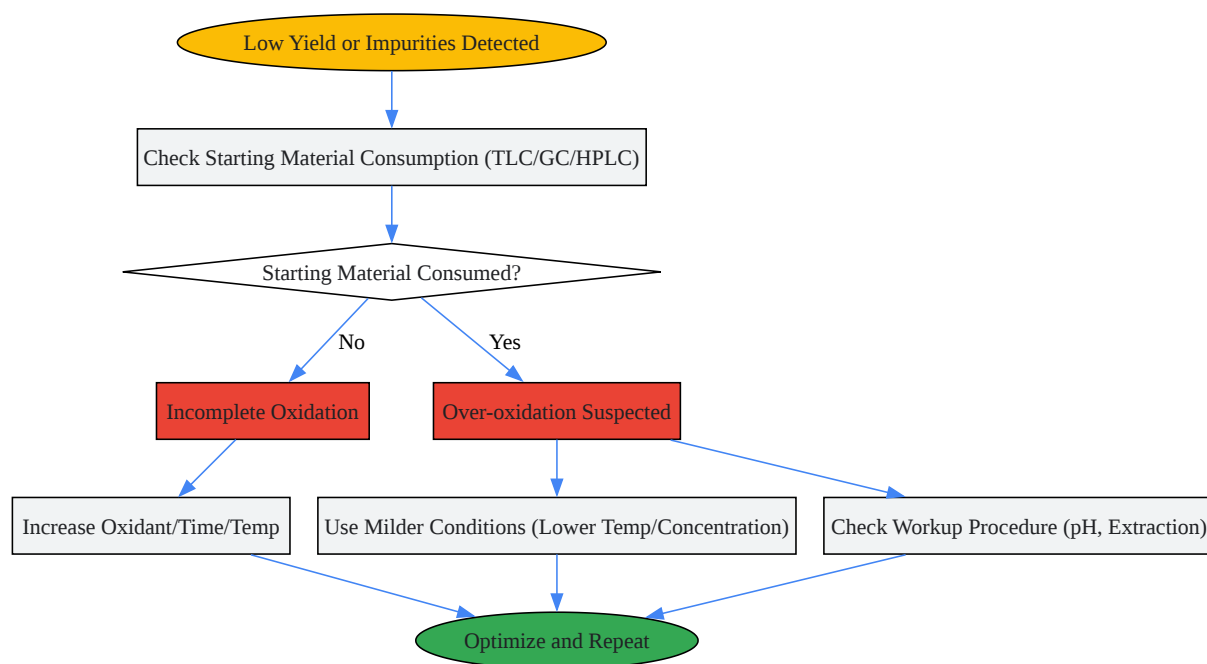 Low Yield or Impurities Detected
Check Starting Material Consumption (TLC/GC/HPLC)
Starting Material Consumed?
No
Yes
Incomplete Oxidation
Over-oxidation Suspected
Increase Oxidant/Time/Temp
Use Milder Conditions (Lower Temp/Concentration)
Check Workup Procedure (pH, Extraction)
Optimize and Repeat